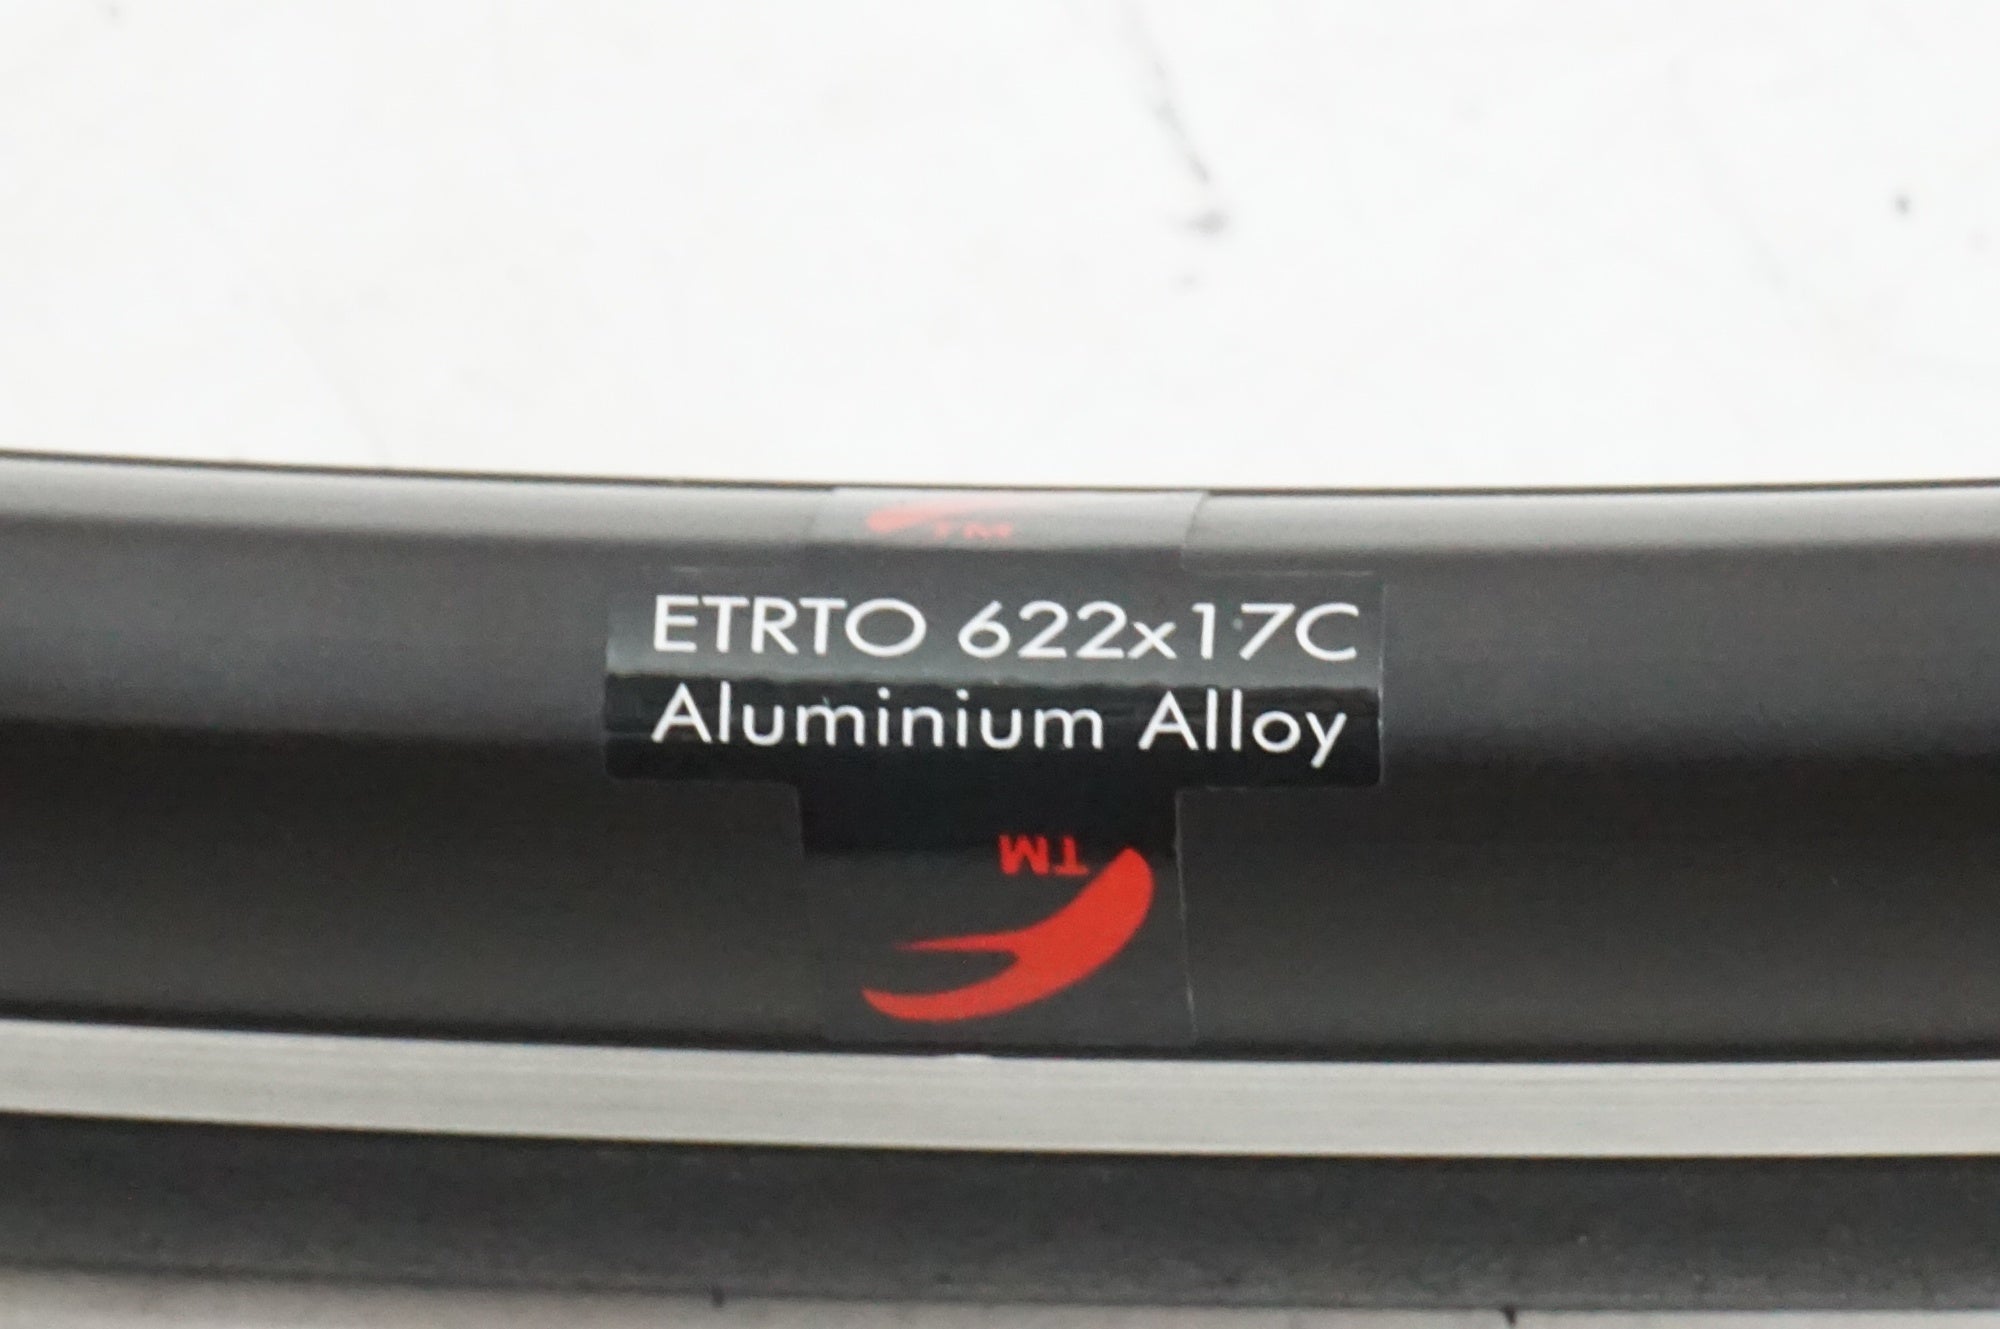 TM
ETRTO 622x17C
Aluminium Alloy
TM